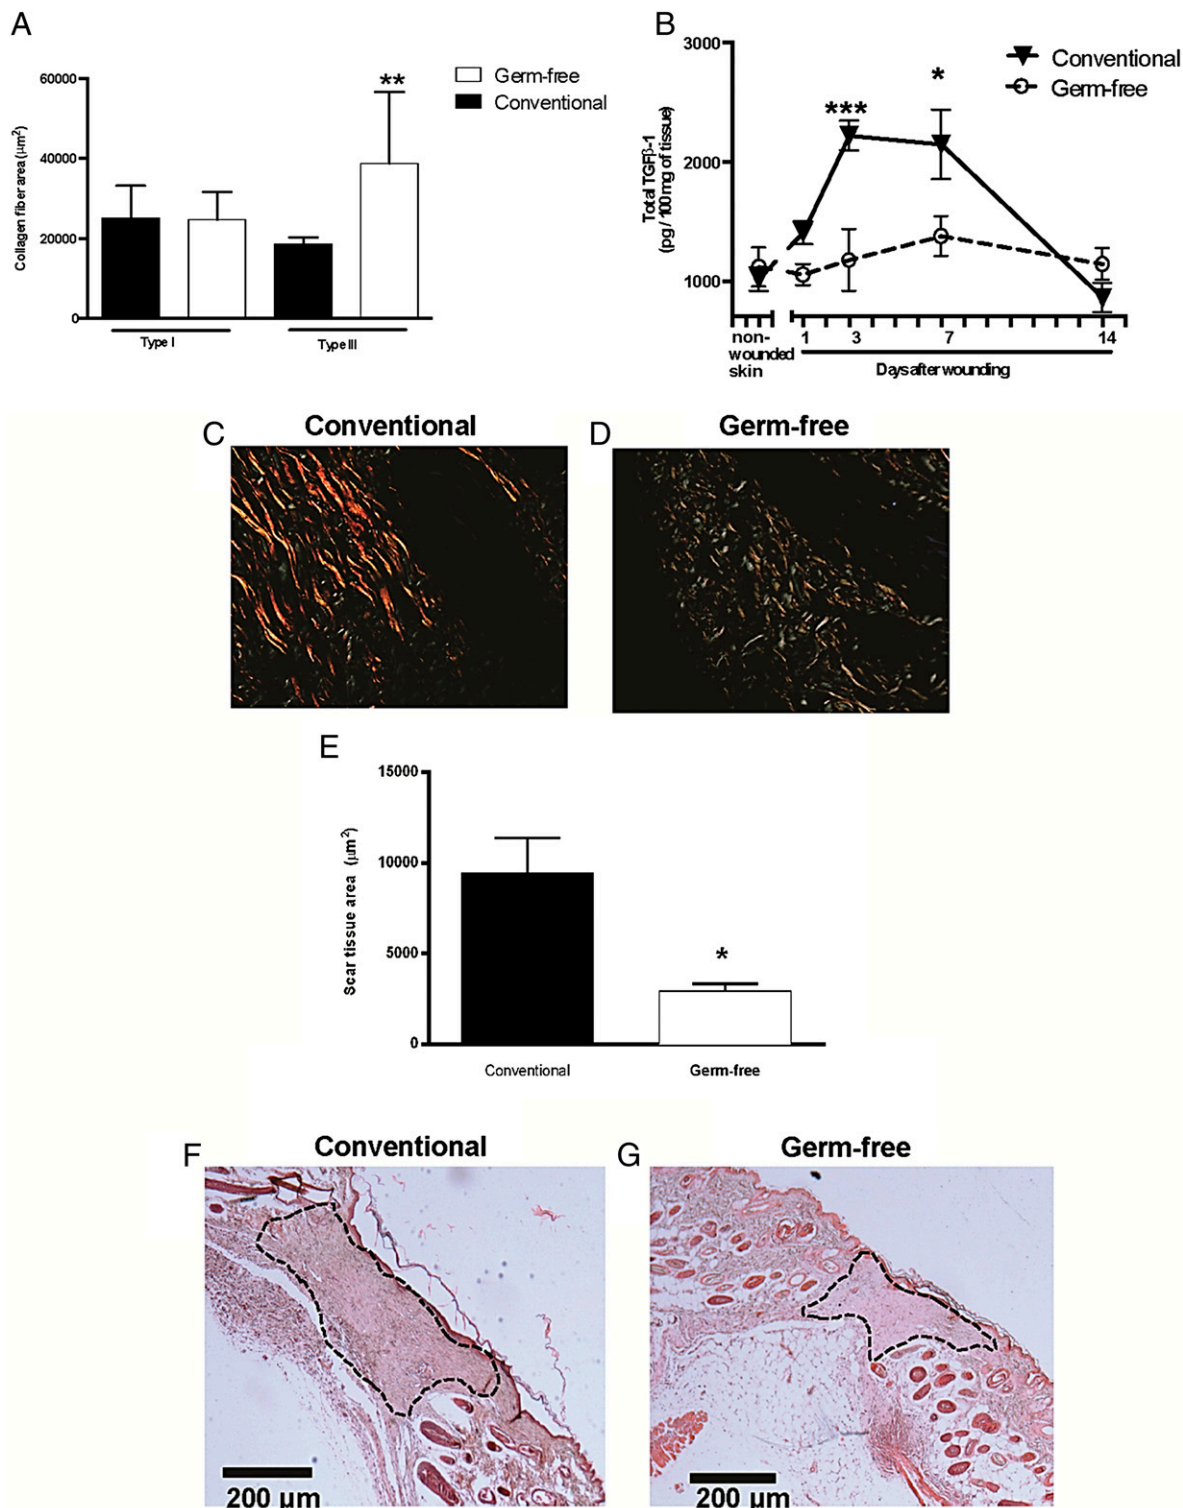 A
60000
40000
20000
0
Collagen fiber area (μm²)
**
Germ-free
Conventional
Type I
Type III
B
3000
2000
1000
Total TGFβ-1
(pg / 100 mg of tissue)
***
*
Conventional
Germ-free
non-
wounded
skin
1
3
7
14
Days after wounding
C
Conventional
D
Germ-free
E
15000
10000
5000
0
Scar tissue area (μm²)
*
Conventional
Germ-free
F
Conventional
G
Germ-free
200 μm
200 μm